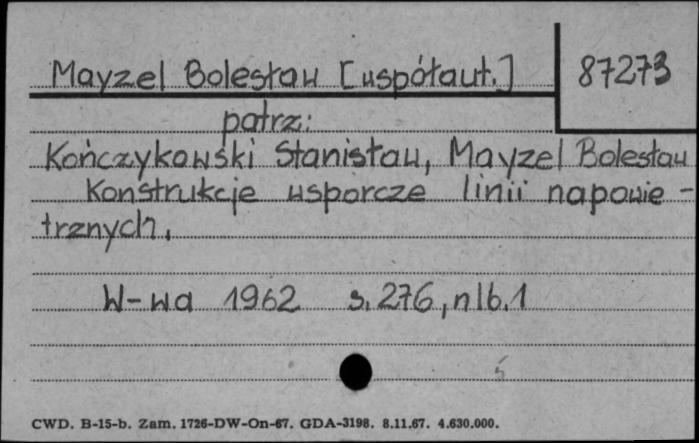 Mayzel Bolesław [współaut.] 87273
patrz:
Kończykowski Stanisław, Mayzel Bolesław
Konstrukcje wsporcze linii napowie-
trznych.
W-wa 1962 s. 276, nlb. 1
5
CWD. B-15-b. Zam. 1726-DW-On-67. GDA-3198. 8.11.67. 4.630.000.